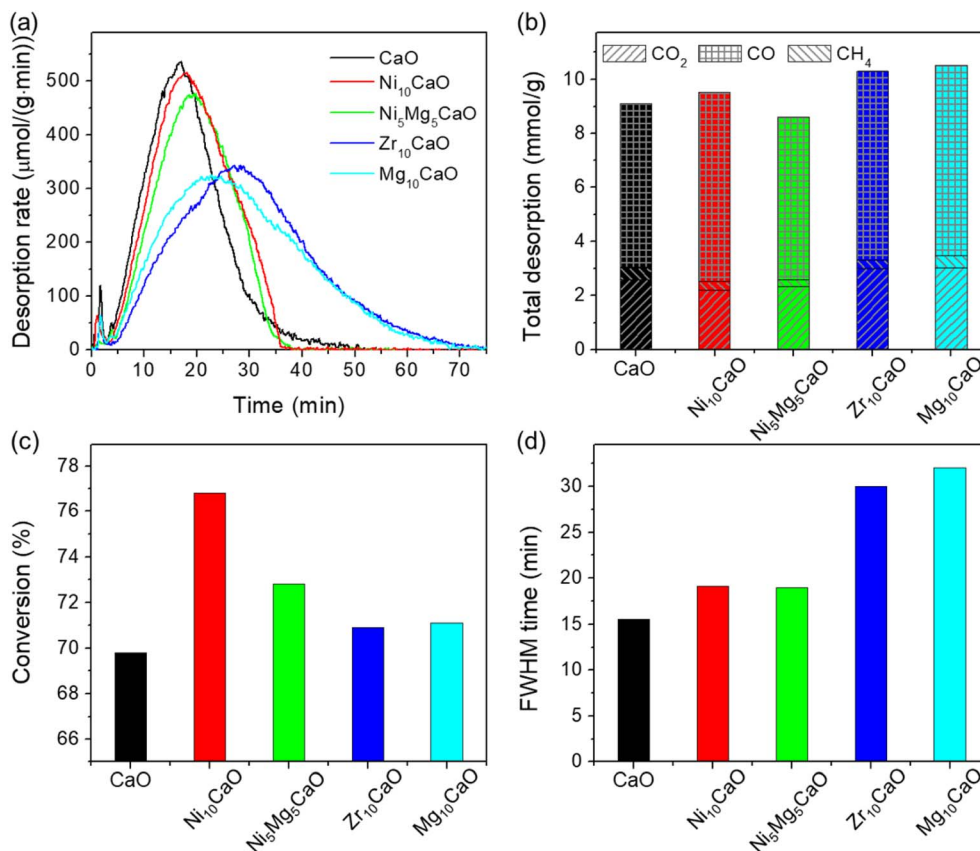 (a)
Desorption rate (μmol/(g·min))
500
400
300
200
100
0
0 10 20 30 40 50 60 70
Time (min)
CaO
Ni₁₀CaO
Ni₅Mg₅CaO
Zr₁₀CaO
Mg₁₀CaO
(b)
Total desorption (mmol/g)
CO₂ CO CH₄
10
8
6
4
2
0
CaO
Ni₁₀CaO
Ni₅Mg₅CaO
Zr₁₀CaO
Mg₁₀CaO
(c)
Conversion (%)
78
76
74
72
70
68
66
CaO
Ni₁₀CaO
Ni₅Mg₅CaO
Zr₁₀CaO
Mg₁₀CaO
(d)
FWHM time (min)
30
25
20
15
10
5
0
CaO
Ni₁₀CaO
Ni₅Mg₅CaO
Zr₁₀CaO
Mg₁₀CaO